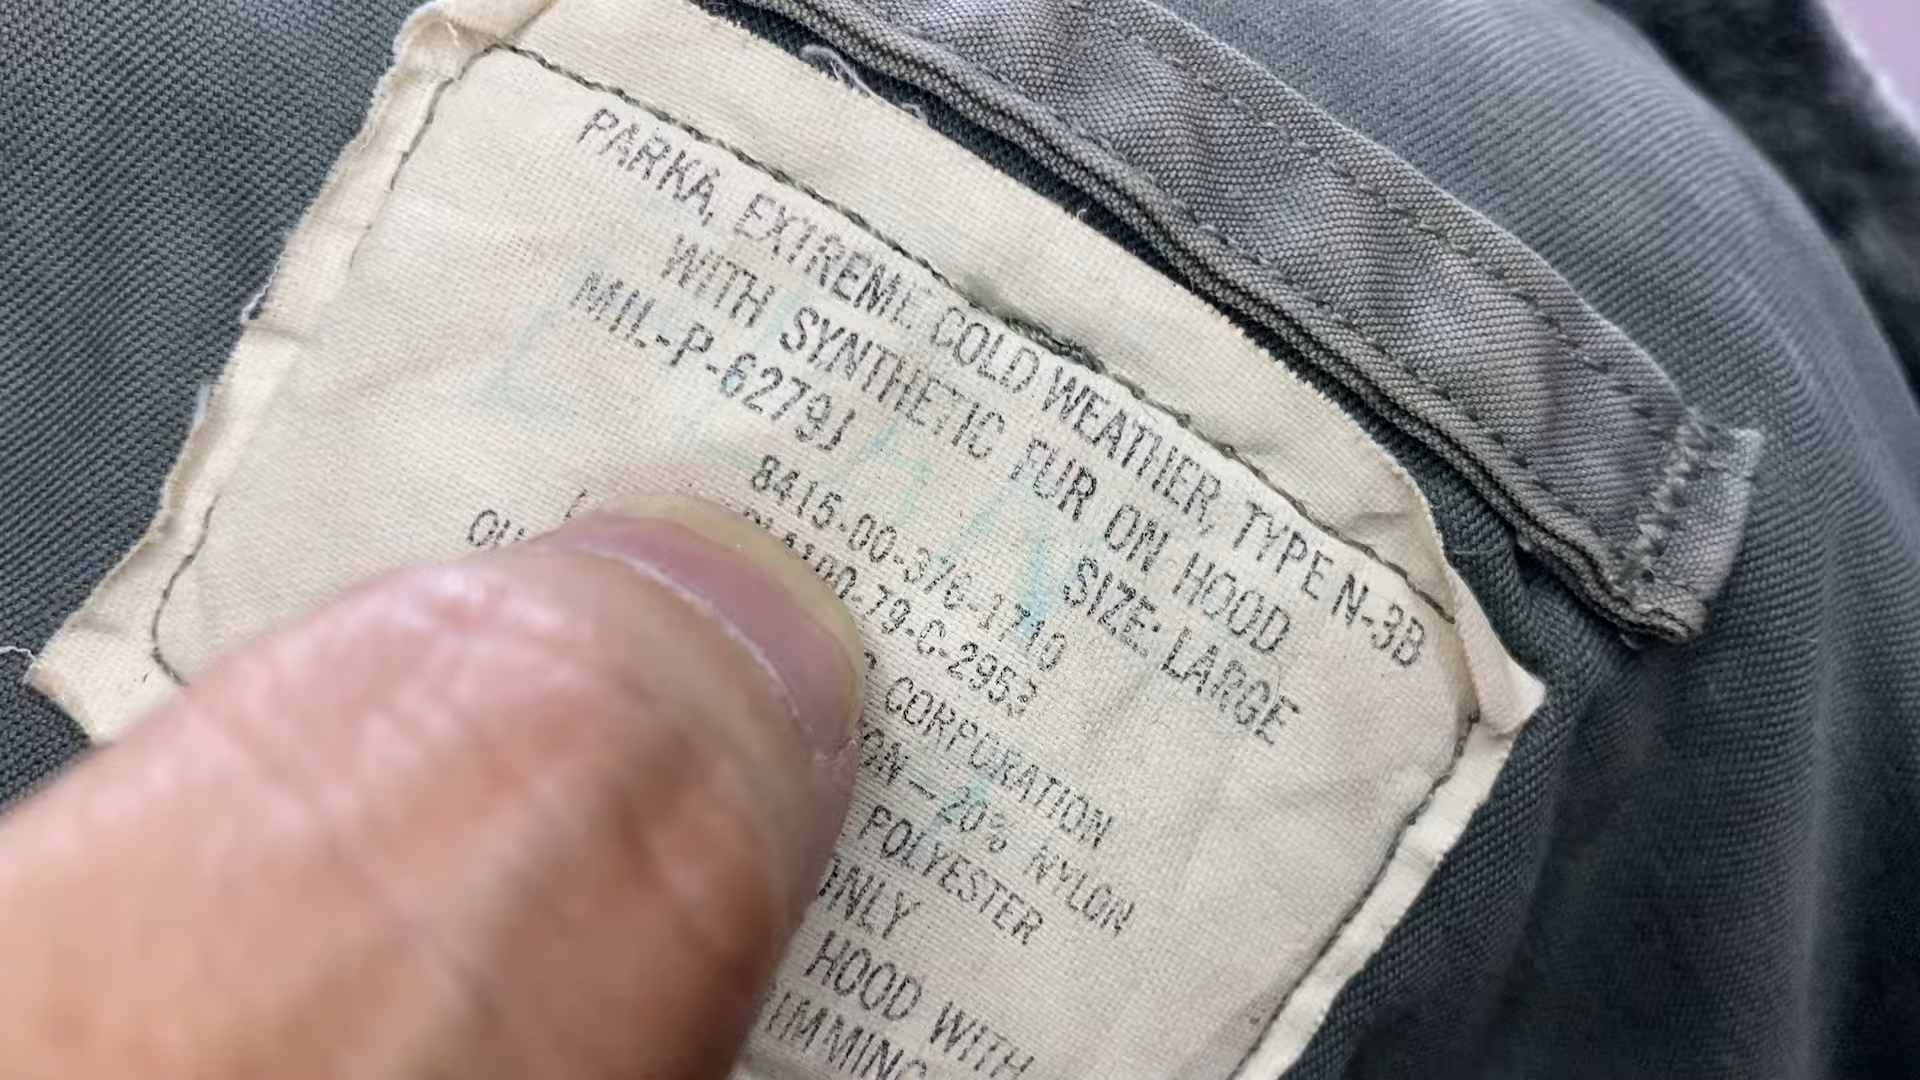 PARKA, EXTREME COLD WEATHER, TYPE N-3B
WITH SYNTHETIC FUR ON HOOD
MIL-P-6279J SIZE: LARGE
8415-00-376-1710
100-79-C-2953
CORPORATION
20% NYLON
POLYESTER
ONLY
HOOD WITH